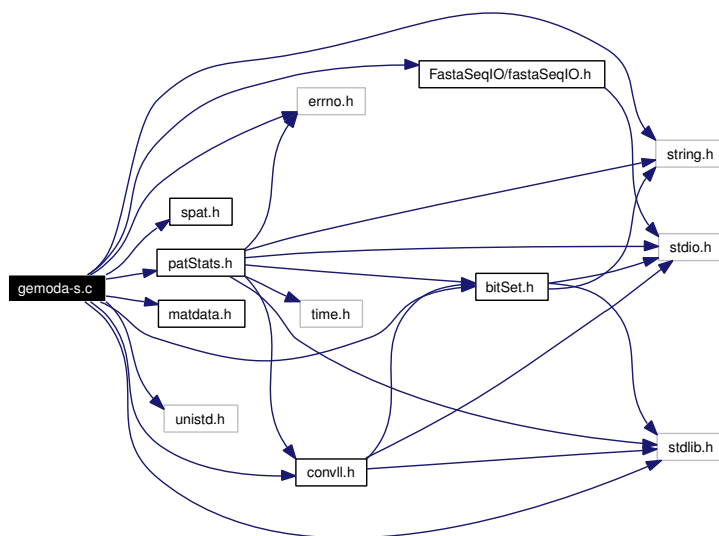 FastaSeqIO/fastaSeqIO.h
errno.h
string.h
spat.h
patStats.h
stdio.h
gemoda-s.c
bitSet.h
matdata.h
time.h
unistd.h
stdlib.h
convll.h